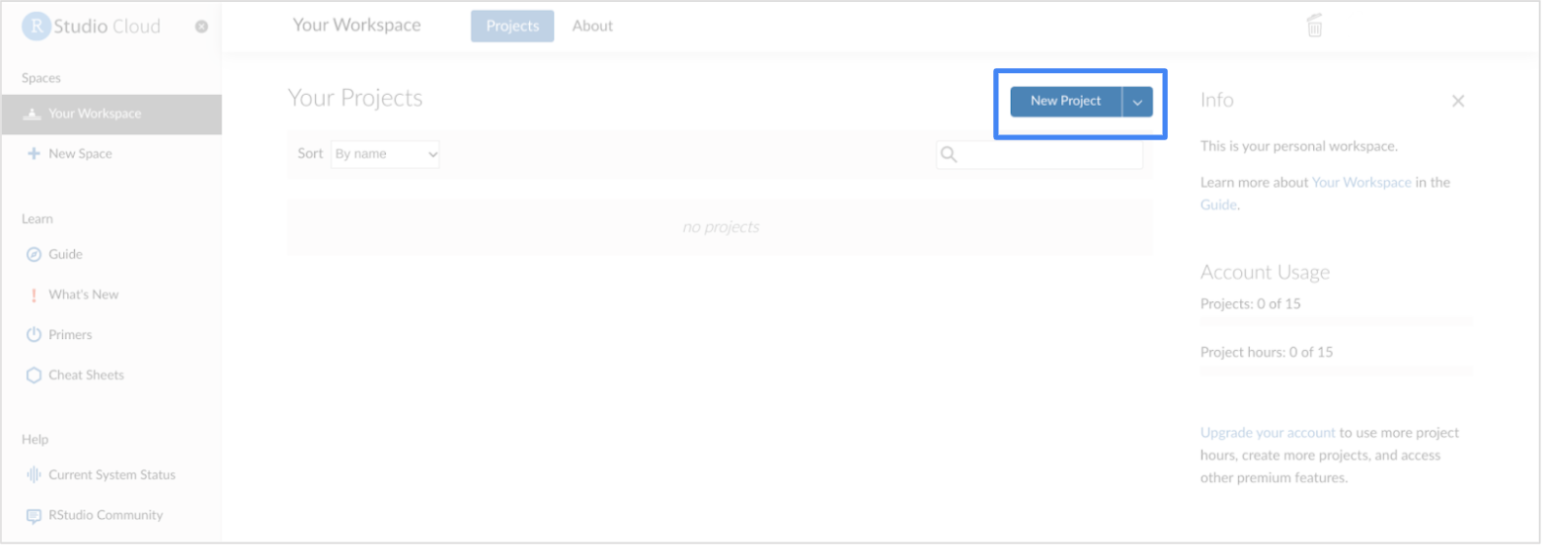 R Studio Cloud
Your Workspace
Projects
About
Spaces
Your Workspace
New Space
Learn
Guide
What's New
Primers
Cheat Sheets
Help
Current System Status
RStudio Community
Your Projects
New Project
Sort By name
no projects
Info
This is your personal workspace.
Learn more about Your Workspace in the
Guide.
Account Usage
Projects: 0 of 15
Project hours: 0 of 15
Upgrade your account to use more project
hours, create more projects, and access
other premium features.